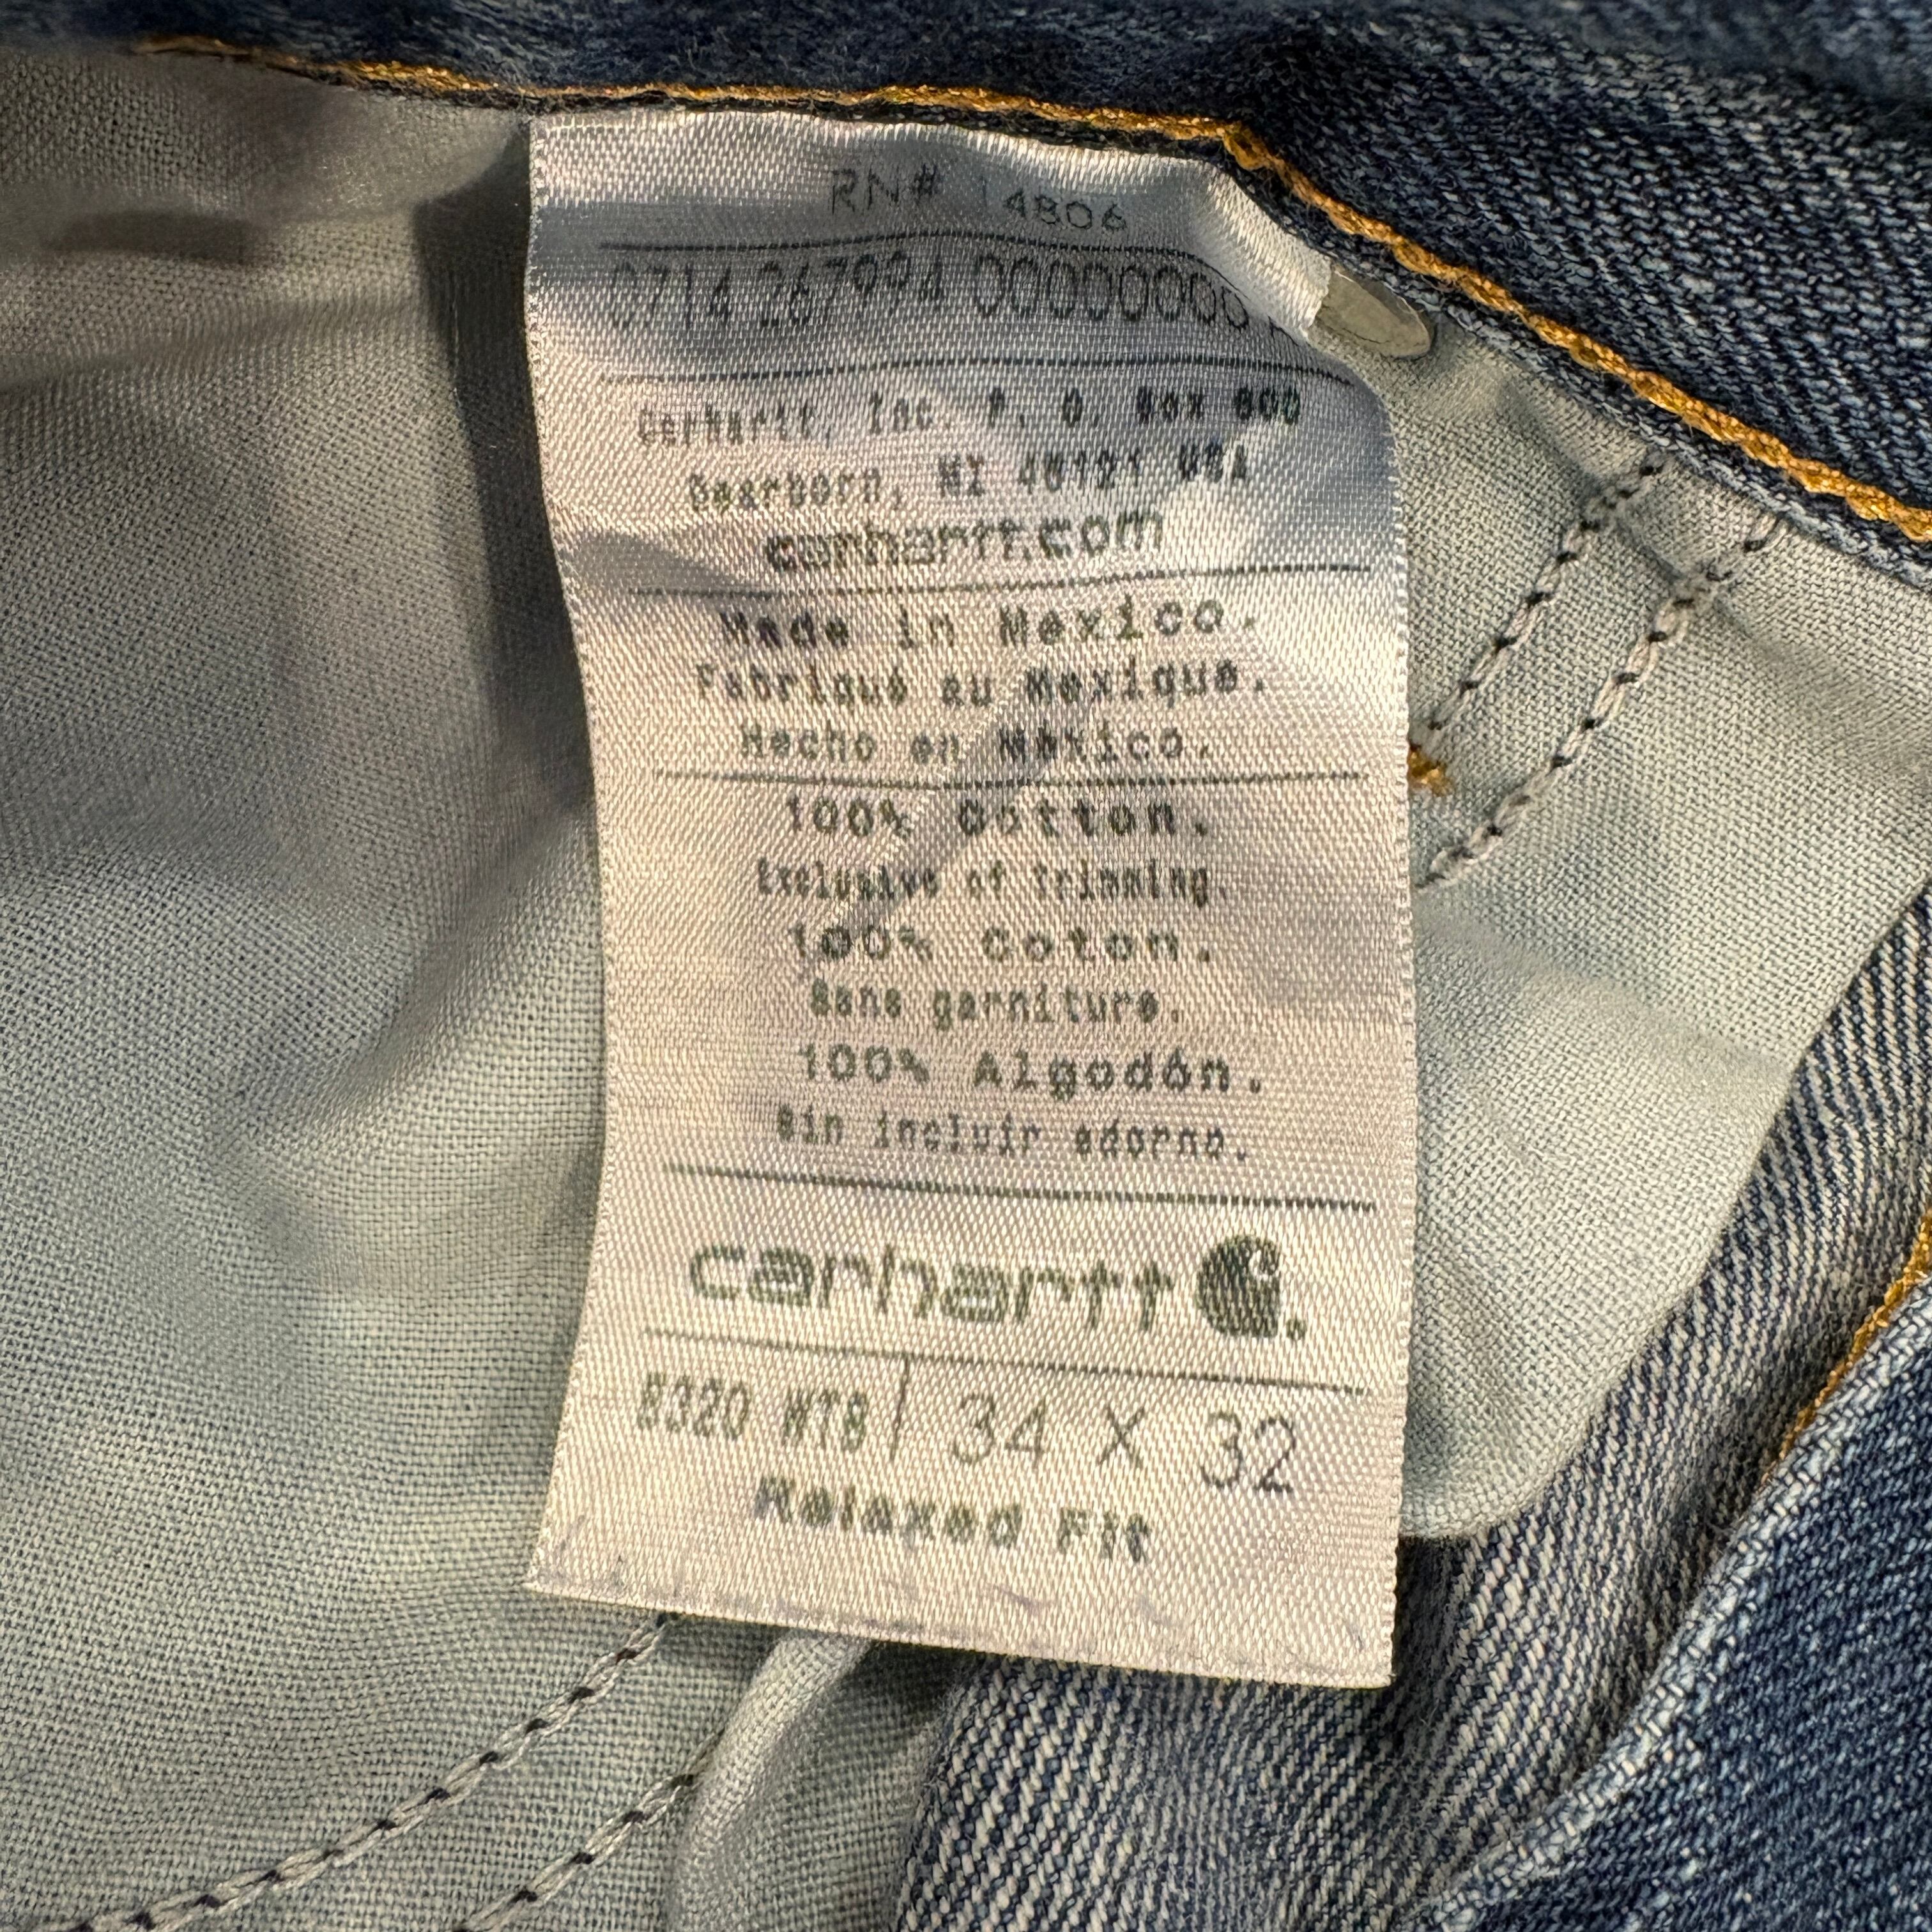 RN# 14806
0714 267994 00000000
Carhartt, Inc. P. O. Box 600
Dearborn, MI 48121 USA
carhartt.com
Made in Mexico.
Fabriqué au Mexique.
Hecho en México.
100% Cotton.
Exclusive of Trimming.
100% Coton.
Sans garniture.
100% Algodón.
Sin incluir adorno.
carhartt
B320 WTB | 34 X 32
Relaxed Fit